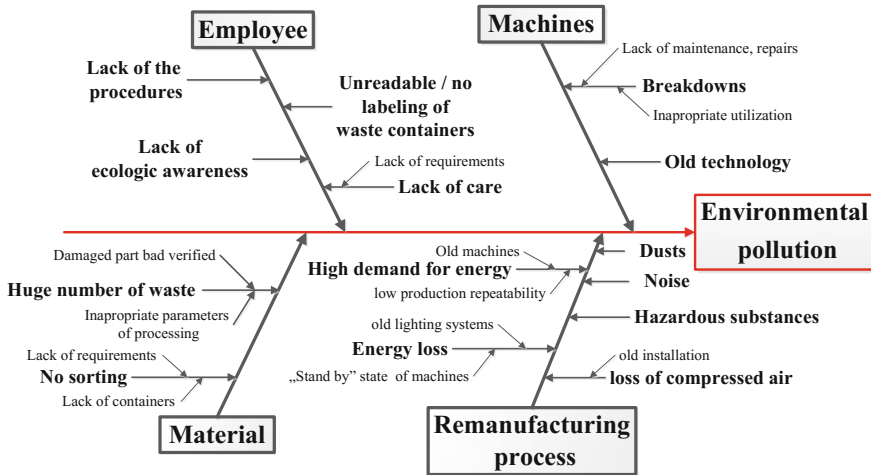 Employee
Machines
Lack of the
procedures
Unreadable / no
labeling of
waste containers
Lack of
ecologic awareness
Lack of requirements
Lack of care
Lack of maintenance, repairs
Breakdowns
Inappropriate utilization
Old technology
Environmental
pollution
Damaged part bad verified
Huge number of waste
Inappropriate parameters
of processing
Lack of requirements
No sorting
Lack of containers
Material
Old machines
High demand for energy
low production repeatability
Dusts
Noise
Hazardous substances
old lighting systems
Energy loss
„Stand by” state of machines
old installation
loss of compressed air
Remanufacturing
process